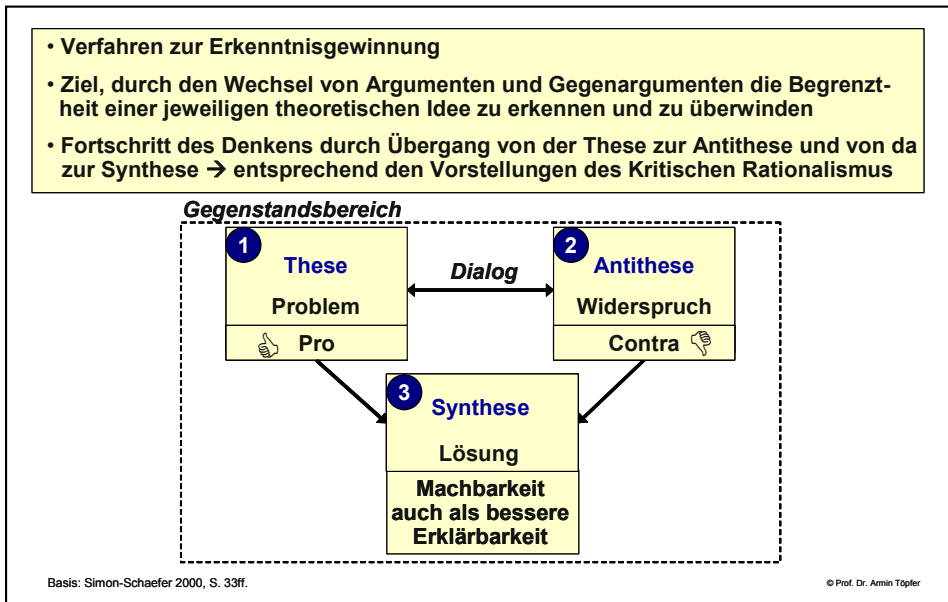 • Verfahren zur Erkenntnisgewinnung
• Ziel, durch den Wechsel von Argumenten und Gegenargumenten die Begrenzt-
heit einer jeweiligen theoretischen Idee zu erkennen und zu überwinden
• Fortschritt des Denkens durch Übergang von der These zur Antithese und von da
zur Synthese → entsprechend den Vorstellungen des Kritischen Rationalismus
Gegenstandsbereich
1
These
Problem
Pro
Dialog
2
Antithese
Widerspruch
Contra
3
Synthese
Lösung
Machbarkeit
auch als bessere
Erklärbarkeit
Basis: Simon-Schaefer 2000, S. 33ff.
© Prof. Dr. Armin Töpfer